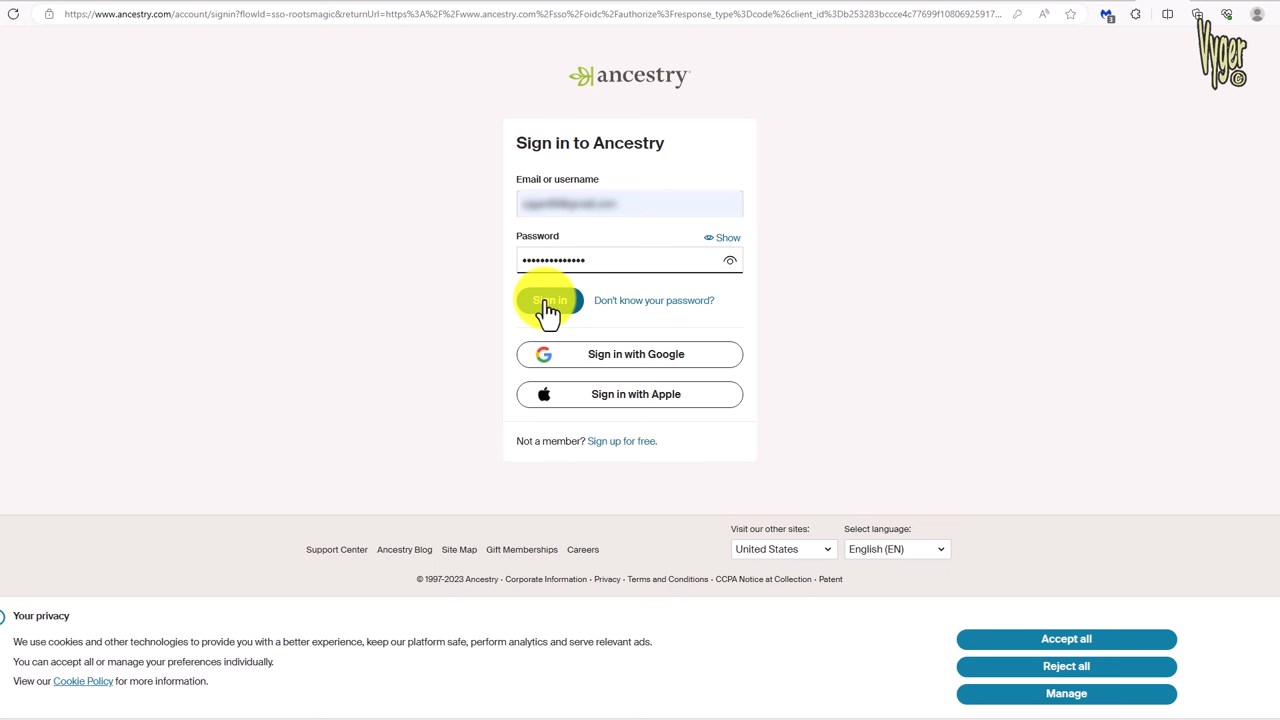 https://www.ancestry.com/account/signin?flowId=sso-rootsmagic&returnUrl=https%3A%2F%2Fwww.ancestry.com%2Fsso%2Foidc%2Fauthorize%3Fresponse_type%3Dcode%26client_id%3Db253283bccce4c77699f10806925917...
3
Vyger©
ancestry
Sign in to Ancestry
Email or username
Password
Show
••••••••••••••
Sign in
Don't know your password?
Sign in with Google
Sign in with Apple
Not a member? Sign up for free.
Visit our other sites: Select language:
United States English (EN)
Support Center Ancestry Blog Site Map Gift Memberships Careers
© 1997-2023 Ancestry · Corporate Information · Privacy · Terms and Conditions · CCPA Notice at Collection · Patent
Your privacy
We use cookies and other technologies to provide you with a better experience, keep our platform safe, perform analytics and serve relevant ads.
You can accept all or manage your preferences individually.
View our Cookie Policy for more information.
Accept all
Reject all
Manage